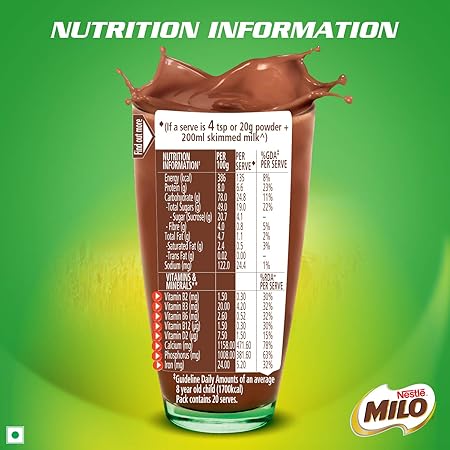 NUTRITION INFORMATION
Find out more
♦(If a serve is 4 tsp or 20g powder +
200ml skimmed milk^)
NUTRITION INFORMATION† PER 100g PER SERVE♦ %GDA‡ PER SERVE
Energy (kcal) 386 135 8%
Protein (g) 8.0 6.6 23%
Carbohydrate (g) 78.0 24.8 11%
-Total Sugars (g) 49.0 19.0 22%
- Sugar (Sucrose) (g) 20.7 4.1 –
- Fibre (g) 4.0 0.8 5%
Total Fat (g) 4.7 1.1 2%
-Saturated Fat (g) 2.4 0.5 3%
-Trans Fat (g) 0.02 0.00 –
Sodium (mg) 122.0 24.4 1%
VITAMINS & MINERALS** %RDA* PER SERVE
Vitamin B2 (mg) 1.50 0.30 30%
Vitamin B3 (mg) 20.00 4.20 32%
Vitamin B6 (mg) 2.60 0.52 32%
Vitamin B12 (µg) 1.50 0.30 30%
Vitamin D2 (µg) 7.50 1.50 15%
Calcium (mg) 1158.00 471.60 78%
Phosphorus (mg) 1008.00 381.60 63%
Iron (mg) 24.00 5.20 32%
‡Guideline Daily Amounts of an average
8 year old child (1700kcal)
Pack contains 20 serves.
Nestlé
MILO